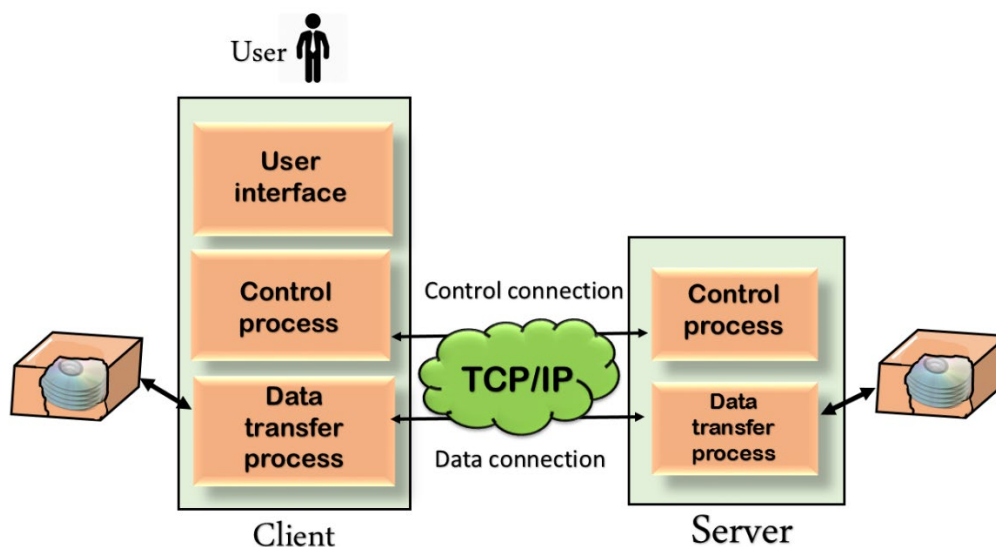 User
User
interface
Control
process
Data
transfer
process
Client
Control connection
TCP/IP
Data connection
Control
process
Data
transfer
process
Server